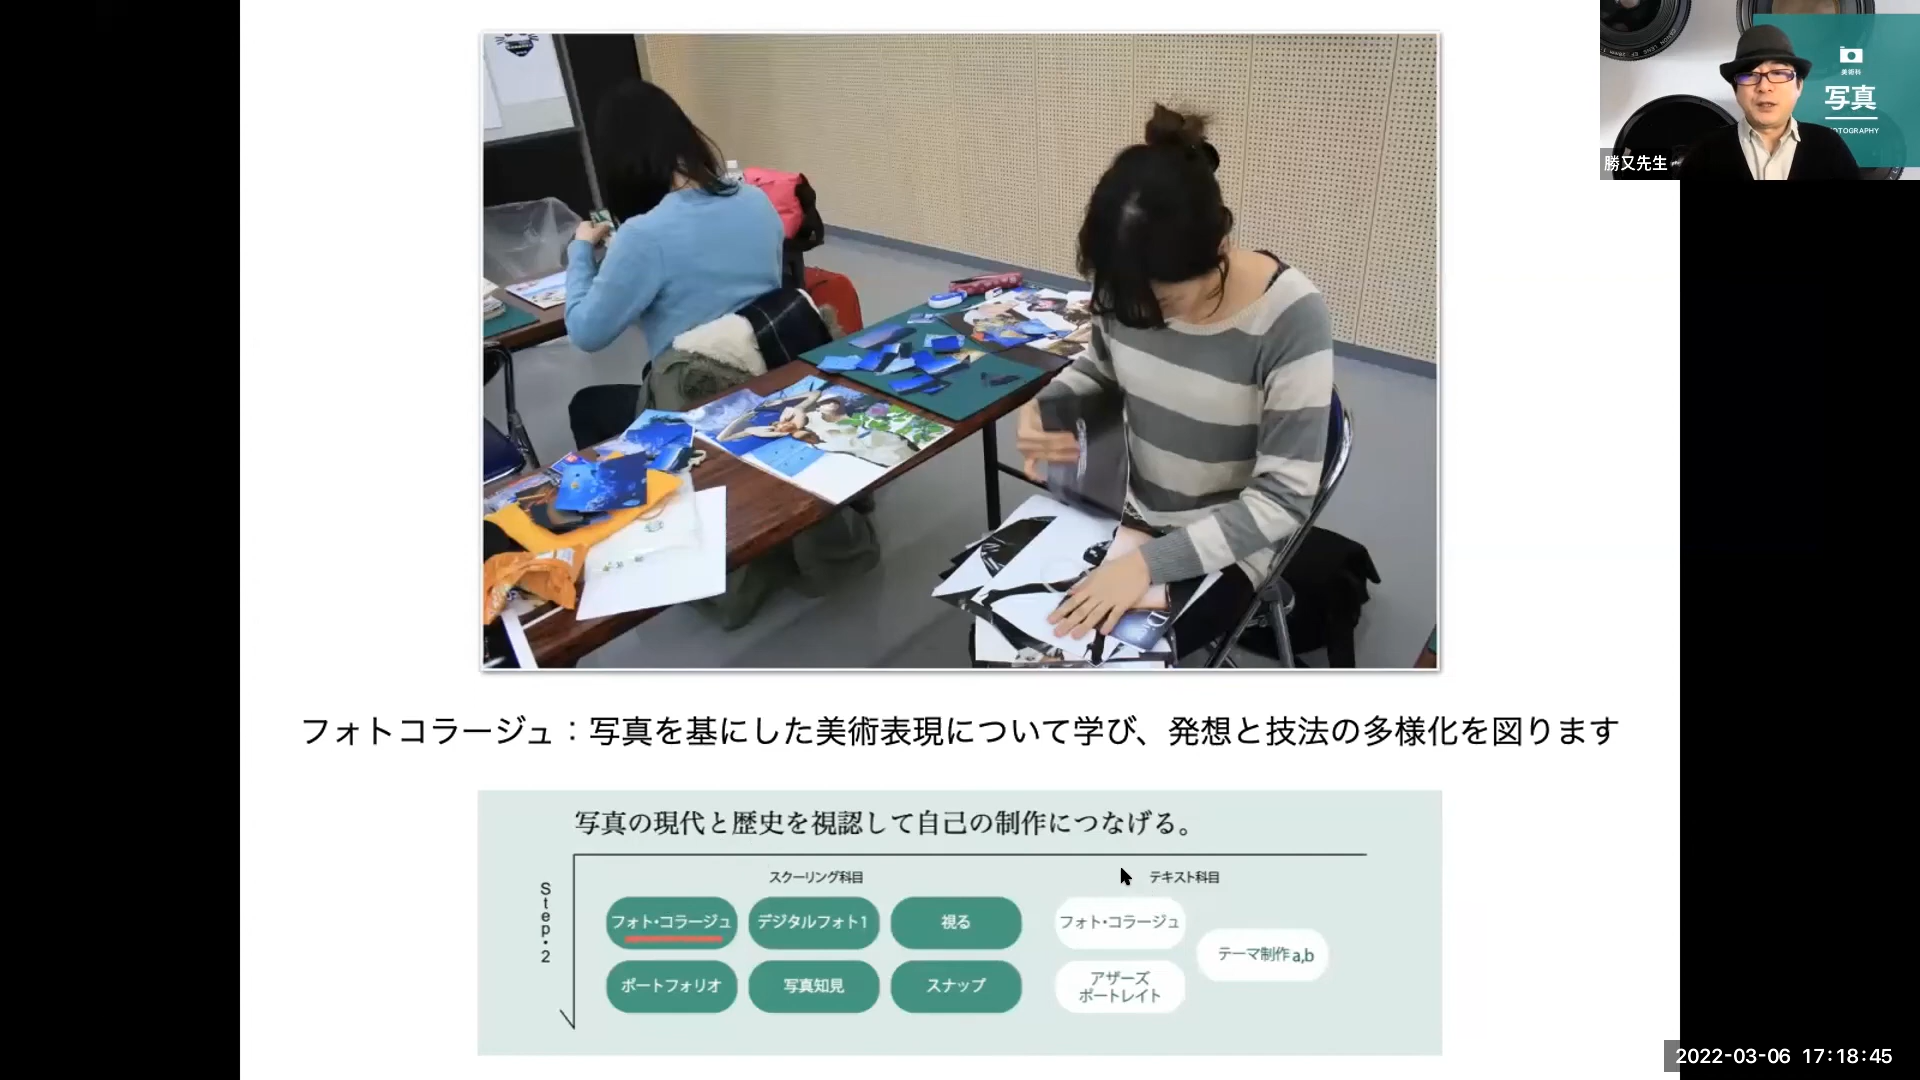 美術科
写真
OTOGRAPHY
勝又先生
Dio
フォトコラージュ：写真を基にした美術表現について学び、発想と技法の多様化を図ります
写真の現代と歴史を視認して自己の制作につなげる。
Step・2
スクーリング科目
テキスト科目
フォト・コラージュ
デジタルフォト1
視る
フォト・コラージュ
テーマ制作 a,b
ポートフォリオ
写真知見
スナップ
アザーズ
ポートレイト
2022-03-06 17:18:45